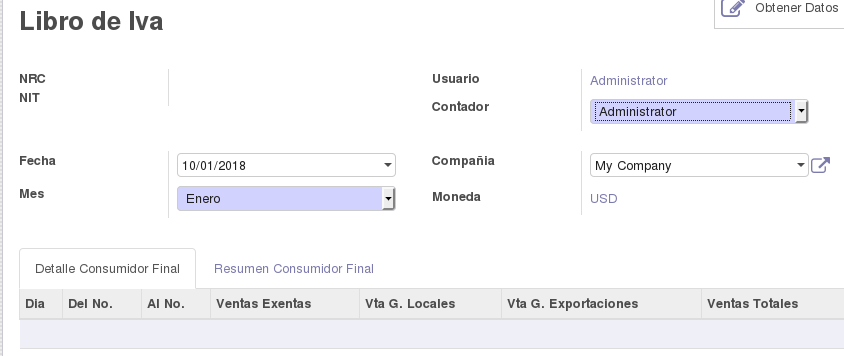 Libro de Iva
Obtener Datos
NRC
NIT
Usuario Administrator
Contador Administrator
Fecha 10/01/2018
Compañia My Company
Mes Enero
Moneda USD
Detalle Consumidor Final Resumen Consumidor Final
Dia Del No. Al No. Ventas Exentas Vta G. Locales Vta G. Exportaciones Ventas Totales